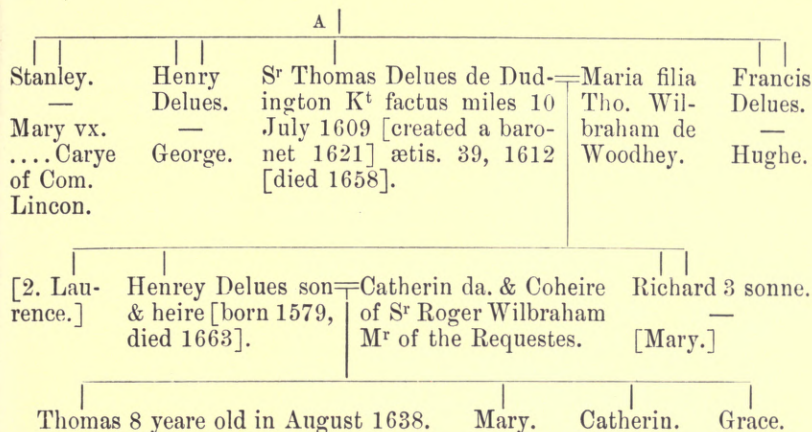 A
Stanley.
—
Mary vx.
....Carye
of Com.
Lincon.
Henry
Delues.
—
George.
Sr Thomas Delues de Dud-
ington Kt factus miles 10
July 1609 [created a baro-
net 1621] ætis. 39, 1612
[died 1658].
Maria filia
Tho. Wil-
braham de
Woodhey.
Francis
Delues.
—
Hughe.
[2. Lau-
rence.]
Henrey Delues son
& heire [born 1579,
died 1663].
Catherin da. & Coheire
of Sr Roger Wilbraham
Mr of the Requestes.
Richard 3 sonne.
—
[Mary.]
Thomas 8 yeare old in August 1638. Mary. Catherin. Grace.